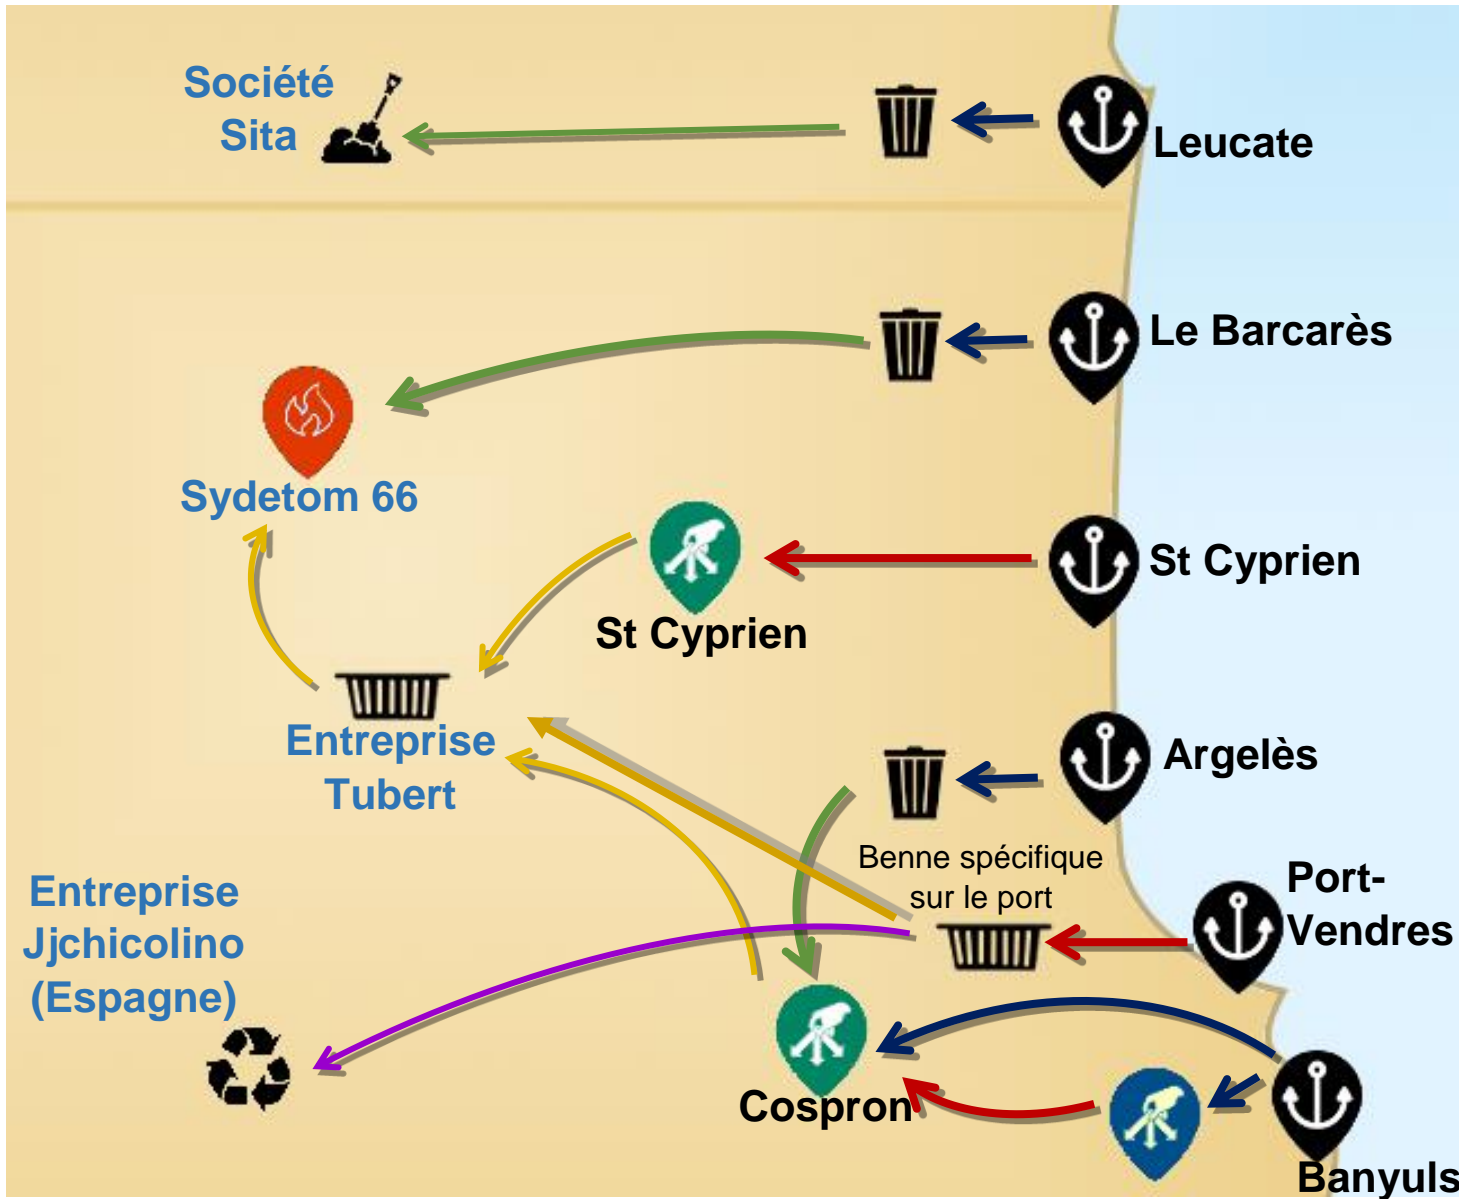 Société
Sita
Leucate
Le Barcarès
Sydetom 66
St Cyprien
St Cyprien
Entreprise
Tubert
Argelès
Benne spécifique
sur le port
Port-
Vendres
Entreprise
Jjchicolino
(Espagne)
Cospron
Banyuls